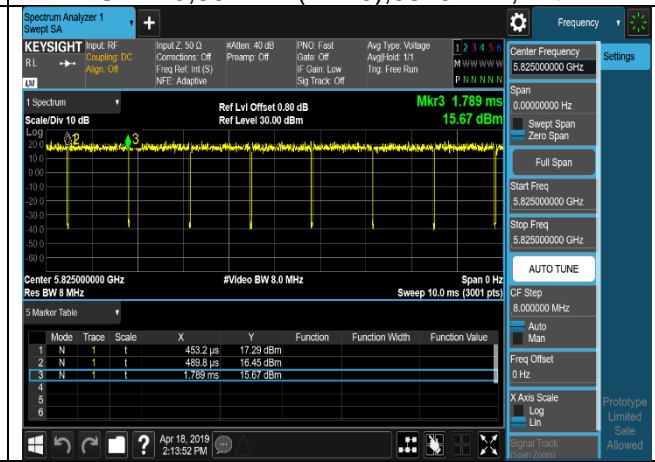 Spectrum Analyzer 1
Swept SA
Frequency
KEYSIGHT Input: RF
RL Coupling: DC
Align: Off
LXI
Input Z: 50 Ω
Corrections: Off
Freq Ref: Int (S)
NFE: Adaptive
#Atten: 40 dB
Preamp: Off
PNO: Fast
Gate: Off
IF Gain: Low
Sig Track: Off
Avg Type: Voltage
Avg|Hold: 1/1
Trig: Free Run
1 2 3 4 5 6
M W W W W W
P N N N N N
1 Spectrum
Scale/Div 10 dB
Ref Lvl Offset 0.80 dB
Ref Level 30.00 dBm
Mkr3 1.789 ms
15.67 dBm
Log
20.0
10.0
0.00
-10.0
-20.0
-30.0
-40.0
-50.0
-60.0
2
3
Center 5.825000000 GHz
Res BW 8 MHz
#Video BW 8.0 MHz
Span 0 Hz
Sweep 10.0 ms (3001 pts)
5 Marker Table
Mode Trace Scale X Y Function Function Width Function Value
1 N 1 t 453.2 µs 17.29 dBm
2 N 1 t 489.8 µs 16.45 dBm
3 N 1 t 1.789 ms 15.67 dBm
4
5
6
Apr 18, 2019
2:13:52 PM
Center Frequency
5.825000000 GHz
Span
0.00000000 Hz
Swept Span
Zero Span
Full Span
Start Freq
5.825000000 GHz
Stop Freq
5.825000000 GHz
AUTO TUNE
CF Step
8.000000 MHz
Auto
Man
Freq Offset
0 Hz
X Axis Scale
Log
Lin
Signal Track
(Span Zoom)
Settings
Prototype
Limited
Sale
Allowed